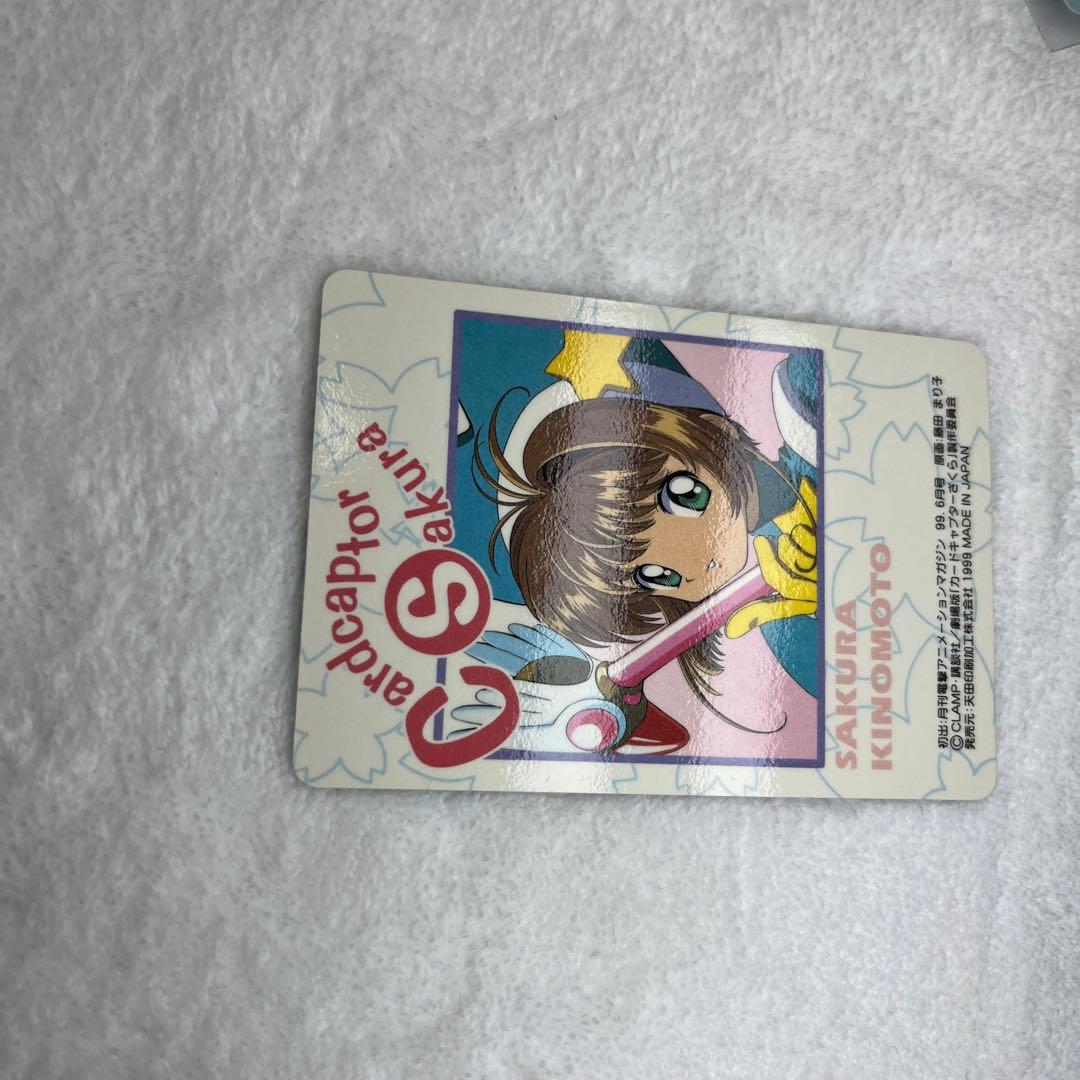 Cardcaptor
Sakura
SAKURA
KINOMOTO
初出:月刊電撃アニメーションマガジン 99. 6月号 原画:藤田 まり子
©CLAMP・講談社/劇場版「カードキャプターさくら」製作委員会
発売元:天田印刷加工株式会社 1999 MADE IN JAPAN